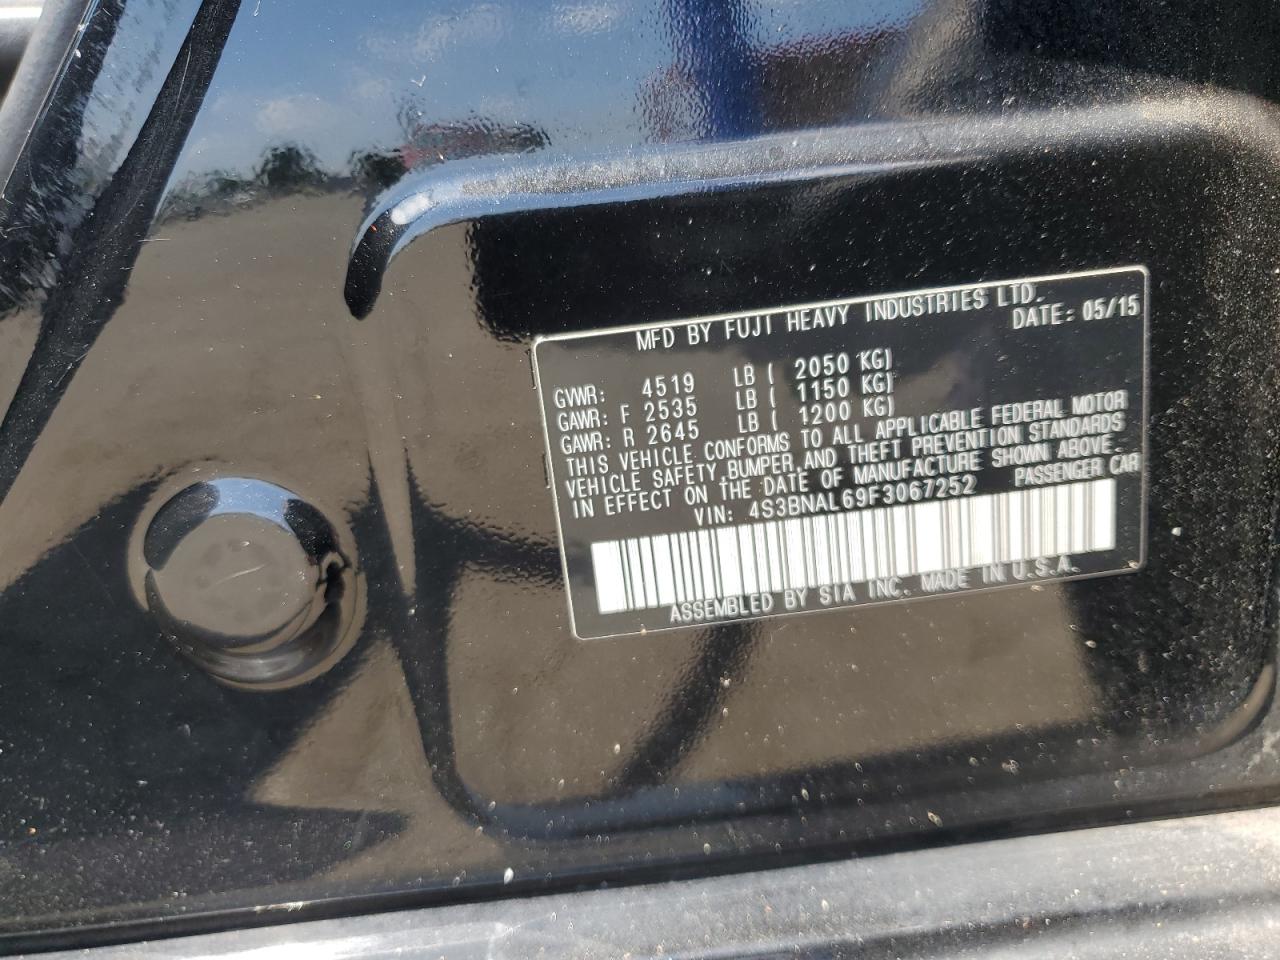 MFD BY FUJI HEAVY INDUSTRIES LTD.
DATE: 05/15
GVWR: 4519 LB ( 2050 KG)
GAWR: F 2535 LB ( 1150 KG)
GAWR: R 2645 LB ( 1200 KG)
THIS VEHICLE CONFORMS TO ALL APPLICABLE FEDERAL MOTOR
VEHICLE SAFETY,BUMPER,AND THEFT PREVENTION STANDARDS
IN EFFECT ON THE DATE OF MANUFACTURE SHOWN ABOVE.
VIN: 4S3BNAL69F3067252 PASSENGER CAR
ASSEMBLED BY SIA INC. MADE IN U.S.A.